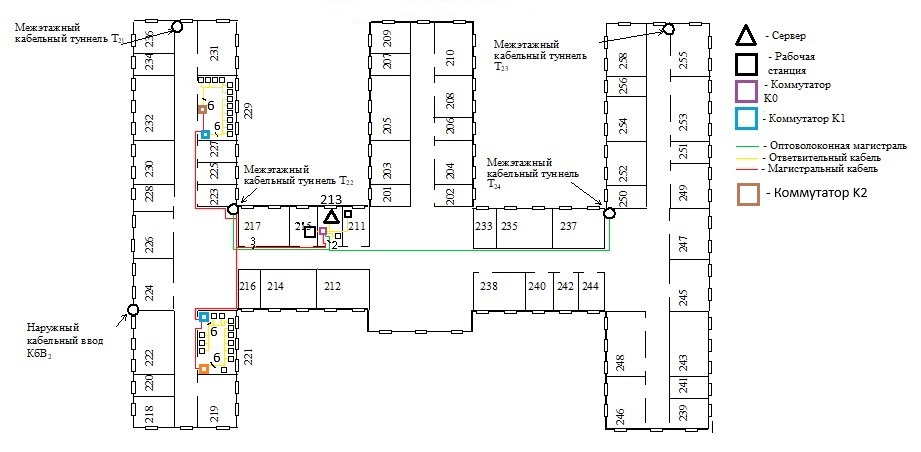 Межэтажный
кабельный туннель Т21
Межэтажный
кабельный туннель
Т23
- Сервер
- Рабочая
станция
- Коммутатор
К0
- Коммутатор К1
- Оптоволоконная магистраль
- Ответвительный кабель
- Магистральный кабель
- Коммутатор К2
Межэтажный
кабельный туннель Т22
Межэтажный
кабельный туннель
Т24
Наружный
кабельный ввод
КбВ2
234
232
230
228
226
224
222
220
218
231
229
227
225
223
221
219
6
6
6
6
209
207
205
203
201
210
208
206
204
202
213
217
211
3
2
216
214
212
233
235
237
238
240
242
244
258
256
254
252
250
248
246
255
253
251
249
247
245
243
241
239